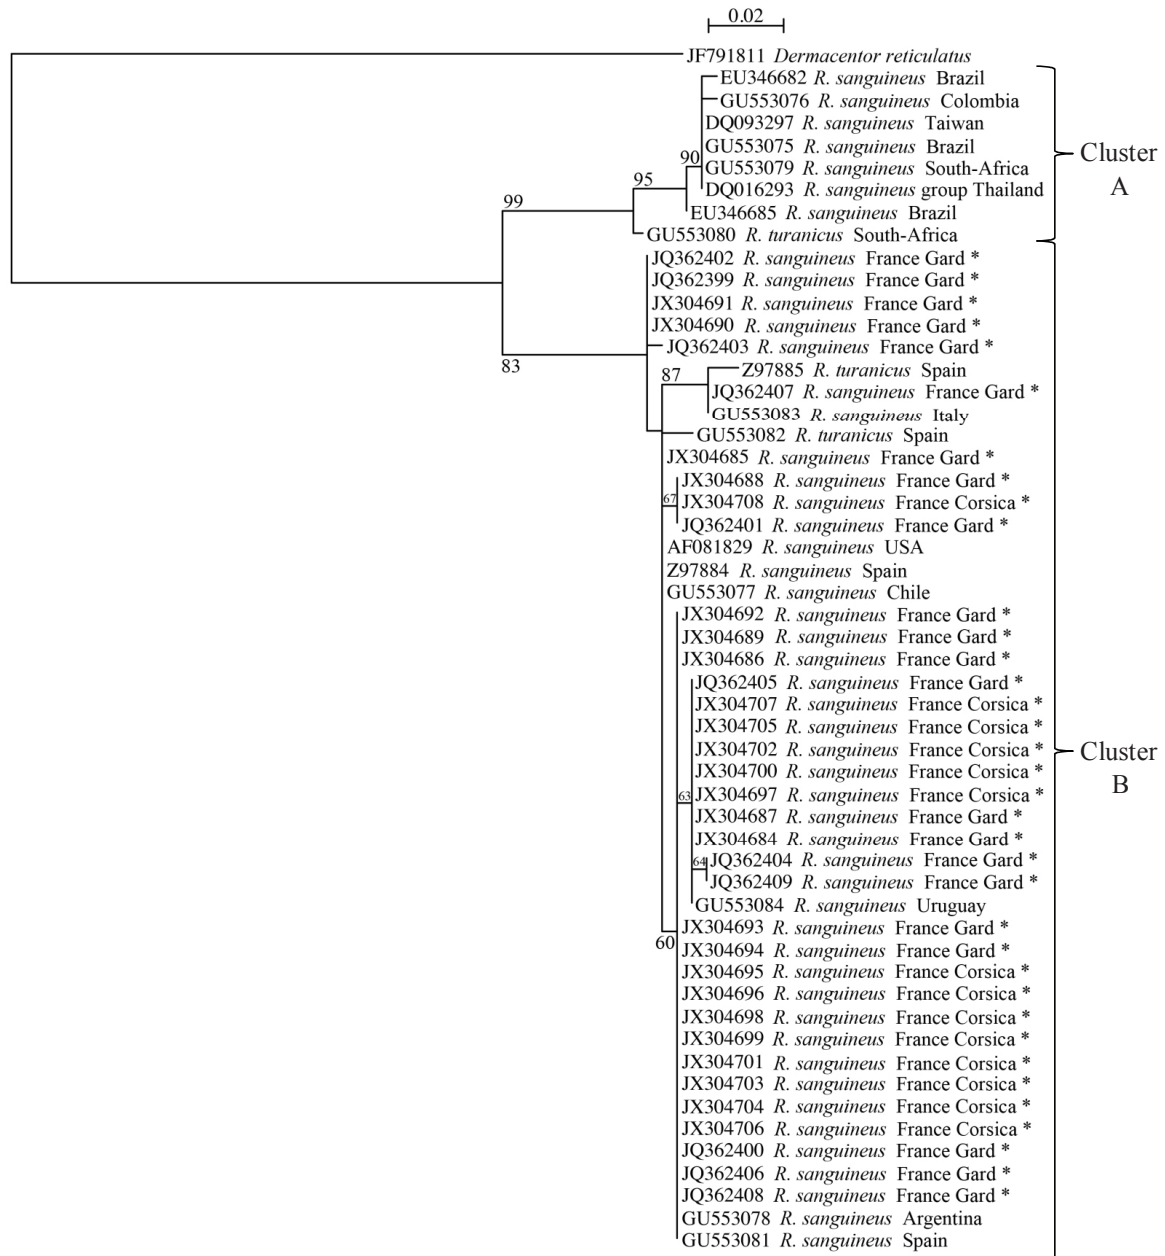 0.02
JF791811 Dermacentor reticulatus
EU346682 R. sanguineus Brazil
GU553076 R. sanguineus Colombia
DQ093297 R. sanguineus Taiwan
GU553075 R. sanguineus Brazil
90
GU553079 R. sanguineus South-Africa
DQ016293 R. sanguineus group Thailand
95
EU346685 R. sanguineus Brazil
99
GU553080 R. turanicus South-Africa
Cluster
A
JQ362402 R. sanguineus France Gard *
JQ362399 R. sanguineus France Gard *
JX304691 R. sanguineus France Gard *
JX304690 R. sanguineus France Gard *
JQ362403 R. sanguineus France Gard *
83
Z97885 R. turanicus Spain
87
JQ362407 R. sanguineus France Gard *
GU553083 R. sanguineus Italy
GU553082 R. turanicus Spain
JX304685 R. sanguineus France Gard *
JX304688 R. sanguineus France Gard *
67
JX304708 R. sanguineus France Corsica *
JQ362401 R. sanguineus France Gard *
AF081829 R. sanguineus USA
Z97884 R. sanguineus Spain
GU553077 R. sanguineus Chile
JX304692 R. sanguineus France Gard *
JX304689 R. sanguineus France Gard *
JX304686 R. sanguineus France Gard *
JQ362405 R. sanguineus France Gard *
JX304707 R. sanguineus France Corsica *
JX304705 R. sanguineus France Corsica *
JX304702 R. sanguineus France Corsica *
JX304700 R. sanguineus France Corsica *
63
JX304697 R. sanguineus France Corsica *
JX304687 R. sanguineus France Gard *
JX304684 R. sanguineus France Gard *
64
JQ362404 R. sanguineus France Gard *
JQ362409 R. sanguineus France Gard *
GU553084 R. sanguineus Uruguay
60
JX304693 R. sanguineus France Gard *
JX304694 R. sanguineus France Gard *
JX304695 R. sanguineus France Corsica *
JX304696 R. sanguineus France Corsica *
JX304698 R. sanguineus France Corsica *
JX304699 R. sanguineus France Corsica *
JX304701 R. sanguineus France Corsica *
JX304703 R. sanguineus France Corsica *
JX304704 R. sanguineus France Corsica *
JX304706 R. sanguineus France Corsica *
JQ362400 R. sanguineus France Gard *
JQ362406 R. sanguineus France Gard *
JQ362408 R. sanguineus France Gard *
GU553078 R. sanguineus Argentina
GU553081 R. sanguineus Spain
Cluster
B